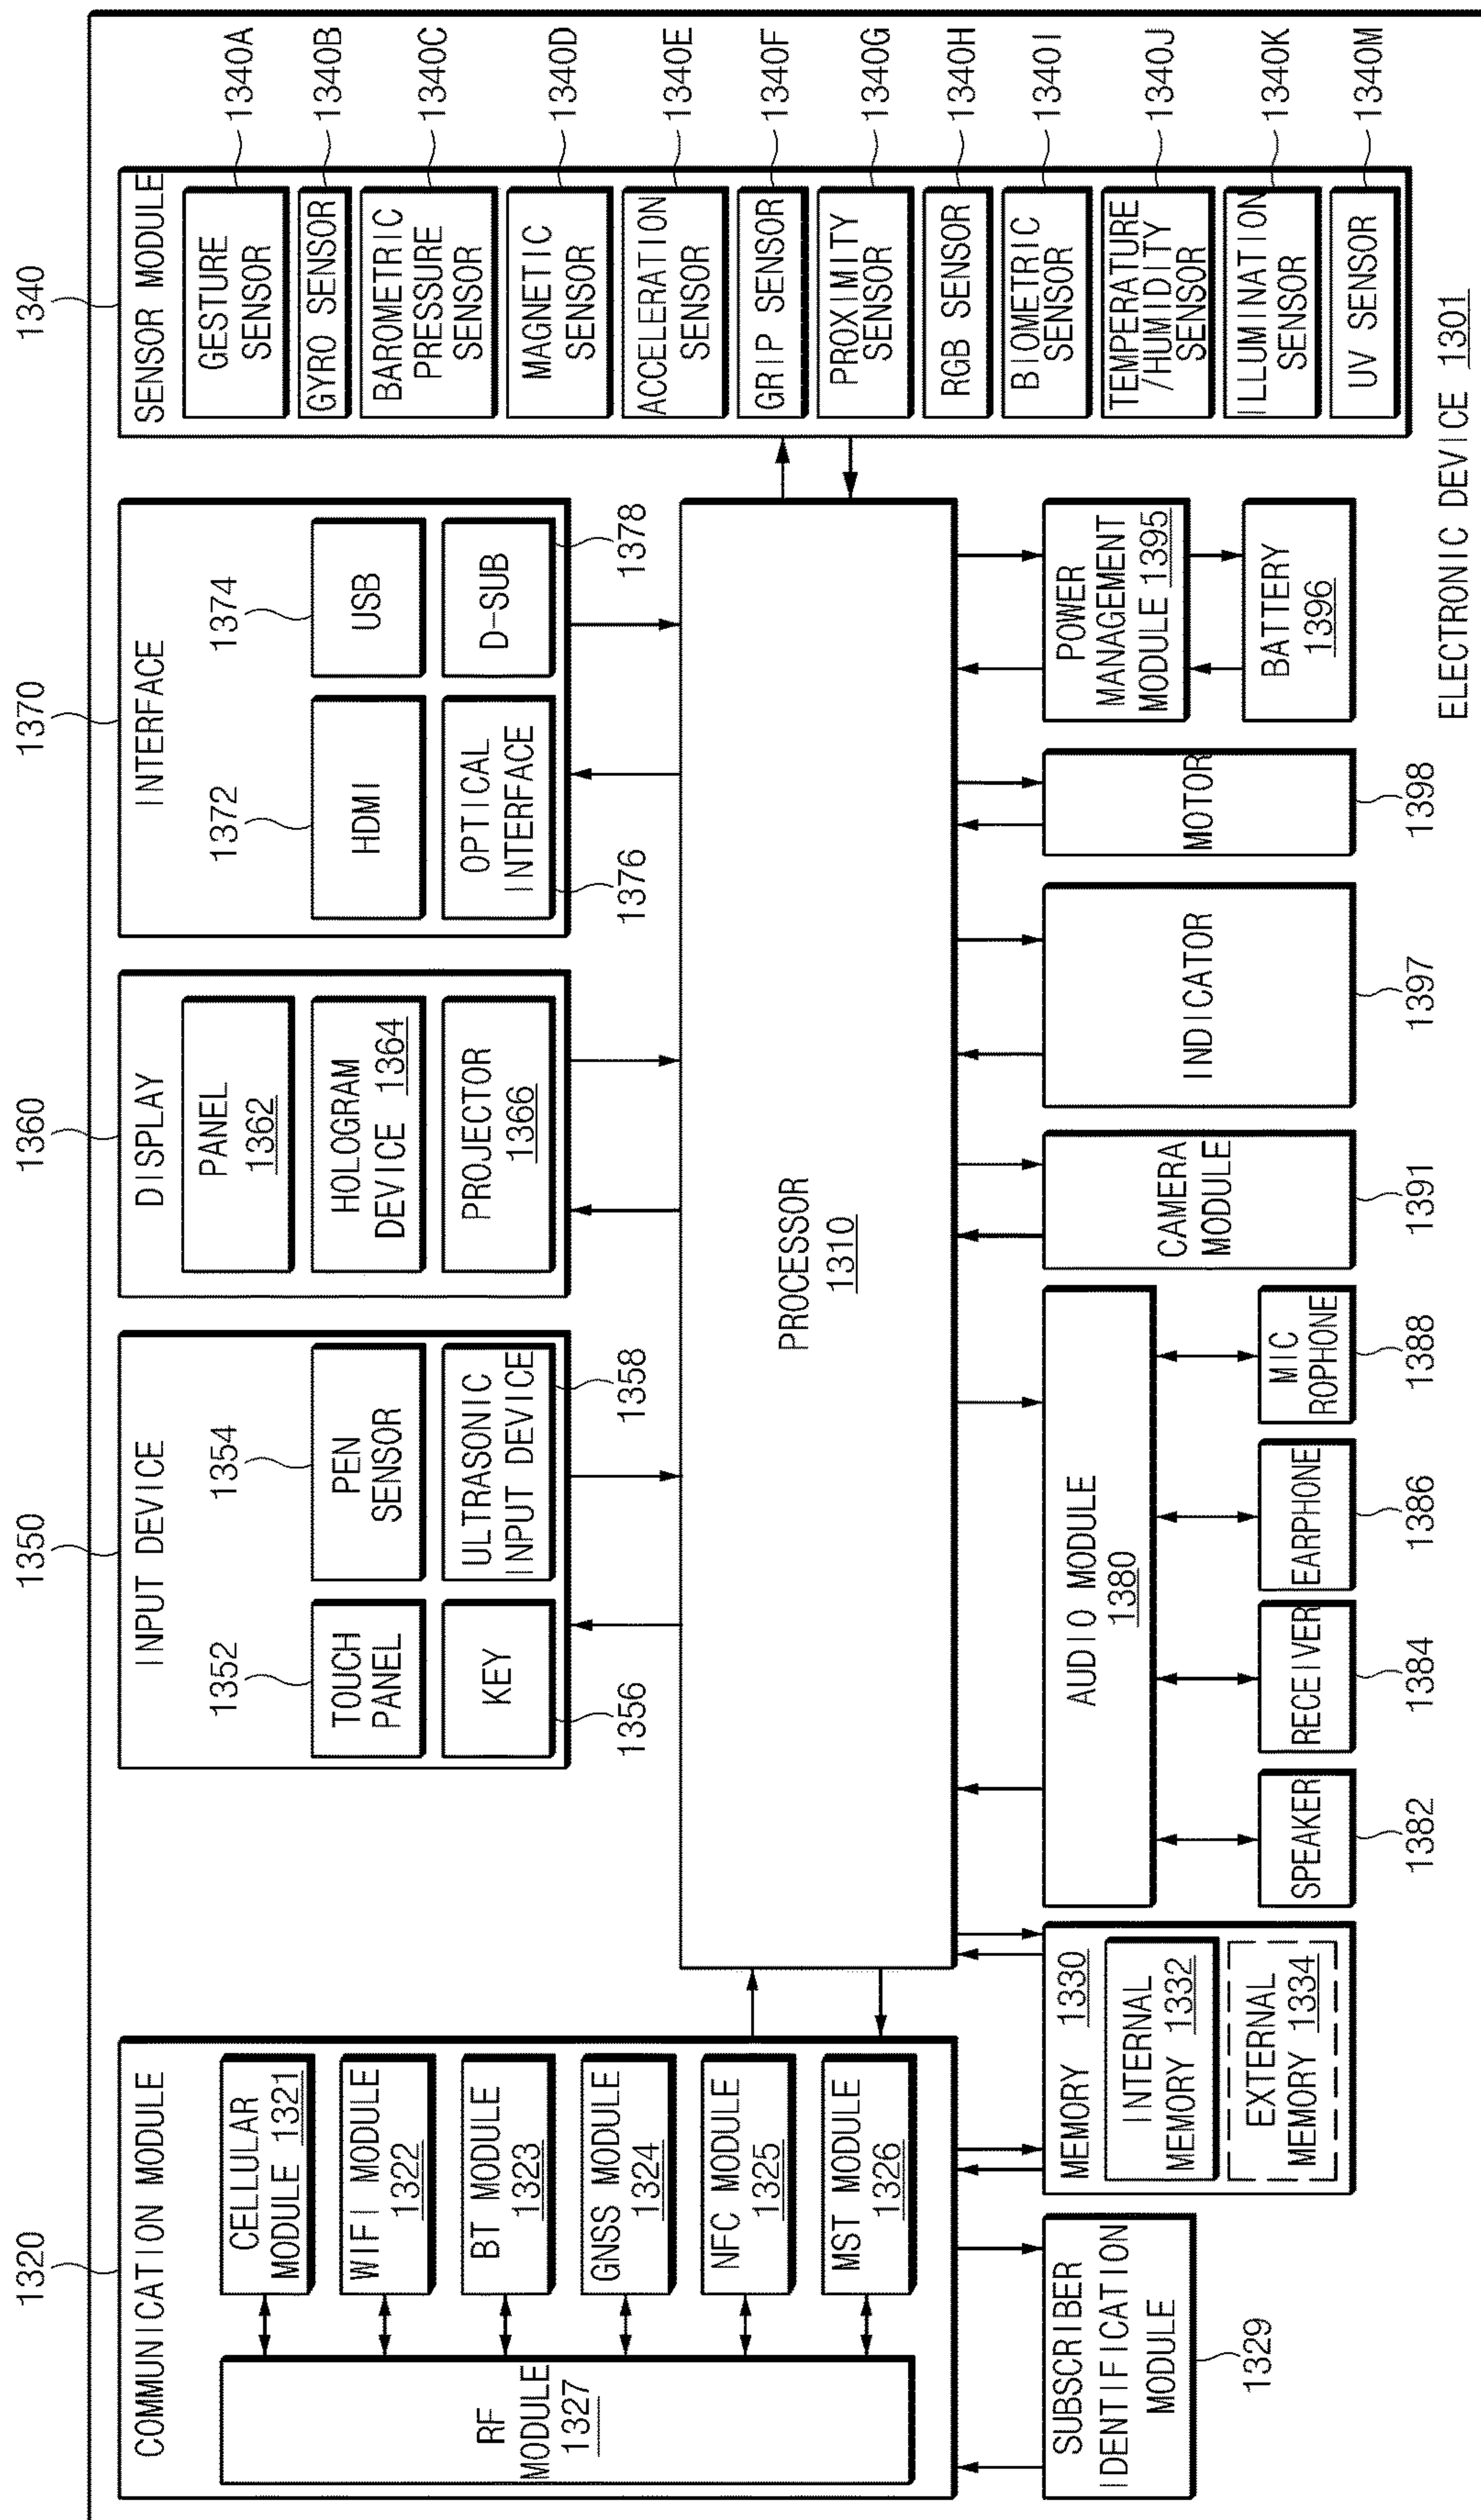 1320
COMMUNICATION MODULE
RF
MODULE
1327
CELLULAR
MODULE 1321
WIFI MODULE
1322
BT MODULE
1323
GNSS MODULE
1324
NFC MODULE
1325
MST MODULE
1326
SUBSCRIBER
IDENTIFICATION
MODULE
1329
MEMORY 1330
INTERNAL
MEMORY 1332
EXTERNAL
MEMORY 1334
1350
INPUT DEVICE
1352
TOUCH
PANEL
1354
PEN
SENSOR
KEY
1356
ULTRASONIC
INPUT DEVICE
1358
1360
DISPLAY
PANEL
1362
HOLOGRAM
DEVICE 1364
PROJECTOR
1366
1370
INTERFACE
1372
HDMI
1374
USB
OPTICAL
INTERFACE
1376
D-SUB
1378
PROCESSOR
1310
AUDIO MODULE
1380
SPEAKER
1382
RECEIVER
1384
EARPHONE
1386
MIC
ROPHONE
1388
CAMERA
MODULE
1391
INDICATOR
1397
MOTOR
1398
POWER
MANAGEMENT
MODULE 1395
BATTERY
1396
1340
SENSOR MODULE
GESTURE
SENSOR
1340A
GYRO SENSOR
1340B
BAROMETRIC
PRESSURE
SENSOR
1340C
MAGNETIC
SENSOR
1340D
ACCELERATION
SENSOR
1340E
GRIP SENSOR
1340F
PROXIMITY
SENSOR
1340G
RGB SENSOR
1340H
BIOMETRIC
SENSOR
1340I
TEMPERATURE
/HUMIDITY
SENSOR
1340J
ILLUMINATION
SENSOR
1340K
UV SENSOR
1340M
ELECTRONIC DEVICE 1301